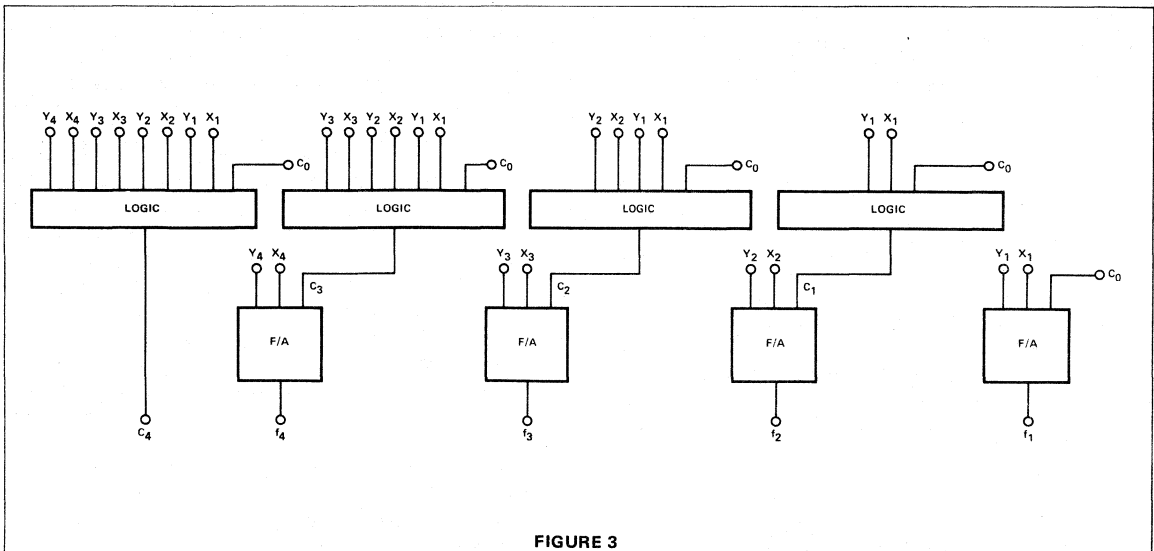 Y4 X4 Y3 X3 Y2 X2 Y1 X1 Y3 X3 Y2 X2 Y1 X1 Y2 X2 Y1 X1 Y1 X1
C0 C0 C0 C0
LOGIC LOGIC LOGIC LOGIC
Y4 X4 Y3 X3 Y2 X2 Y1 X1 C0
C3 C2 C1
F/A F/A F/A F/A
C4 f4 f3 f2 f1
FIGURE 3